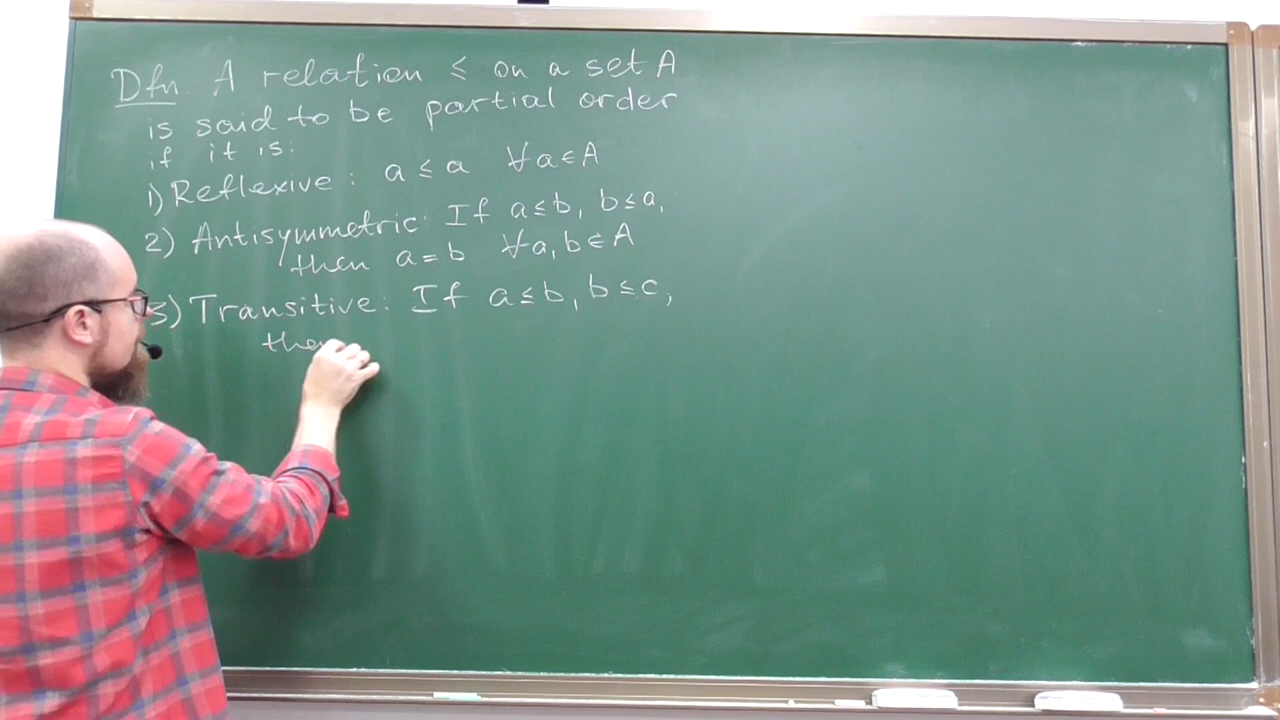 Dfn. A relation ≤ on a set A
is said to be partial order
if it is:
1) Reflexive: a ≤ a ∀a∈A
2) Antisymmetric: If a≤b, b≤a,
then a=b ∀a,b∈A
3) Transitive: If a≤b, b≤c,
then